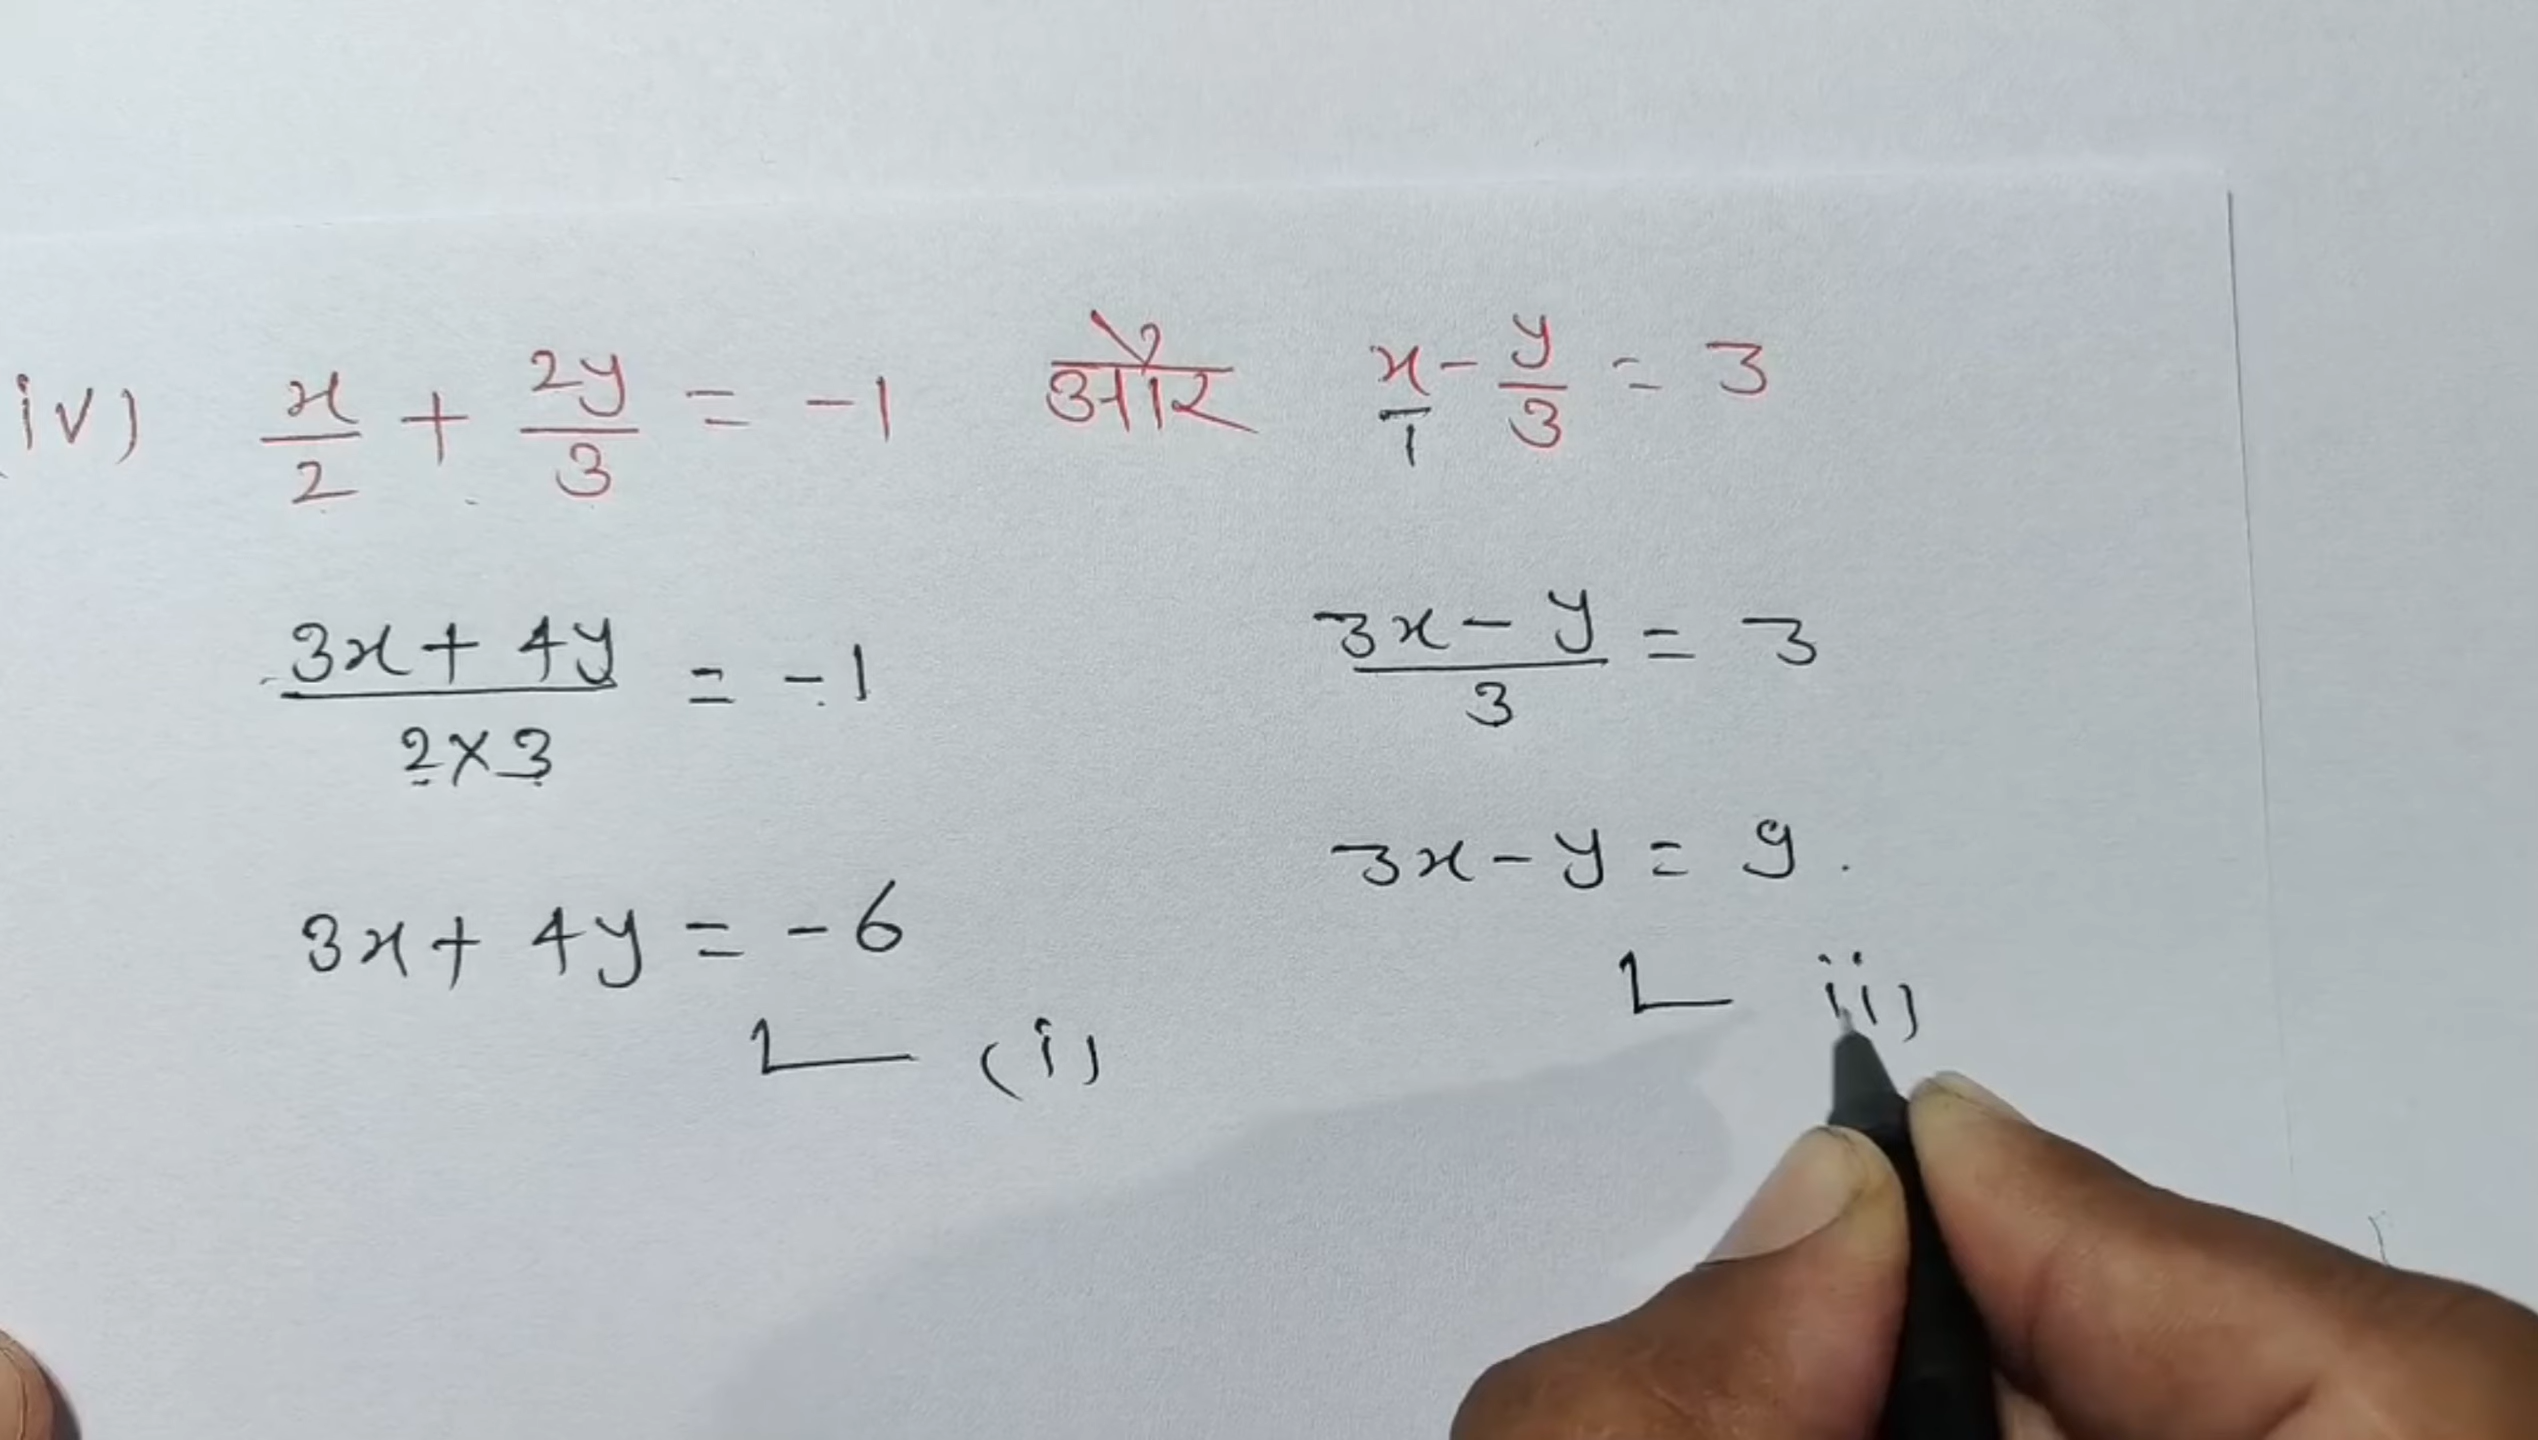 iv) x/2 + 2y/3 = -1 और x/1 - y/3 = 3
(3x + 4y)/(2×3) = -1
(3x - y)/3 = 3
3x + 4y = -6
3x - y = 9.
(i)
ii)